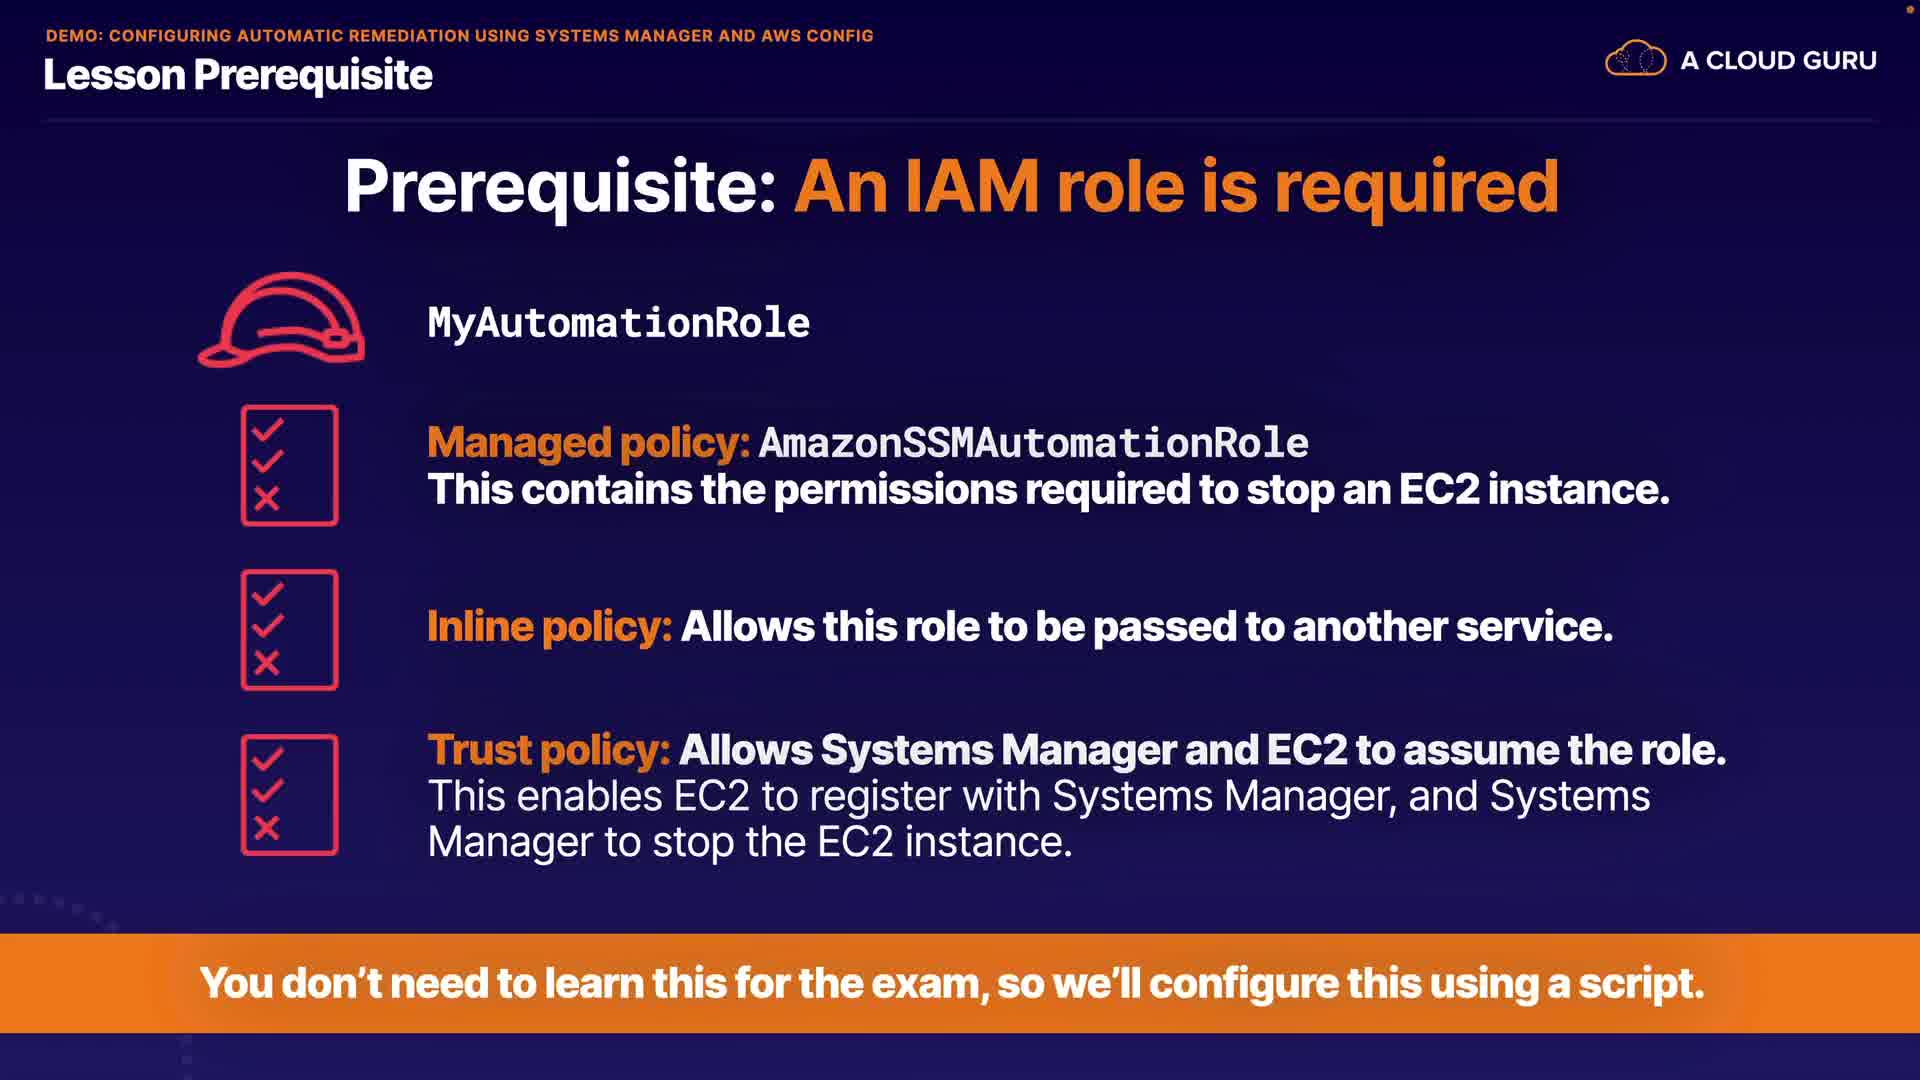 DEMO: CONFIGURING AUTOMATIC REMEDIATION USING SYSTEMS MANAGER AND AWS CONFIG
Lesson Prerequisite
A CLOUD GURU
Prerequisite: An IAM role is required
MyAutomationRole
Managed policy: AmazonSSMAutomationRole
This contains the permissions required to stop an EC2 instance.
Inline policy: Allows this role to be passed to another service.
Trust policy: Allows Systems Manager and EC2 to assume the role.
This enables EC2 to register with Systems Manager, and Systems
Manager to stop the EC2 instance.
You don’t need to learn this for the exam, so we’ll configure this using a script.